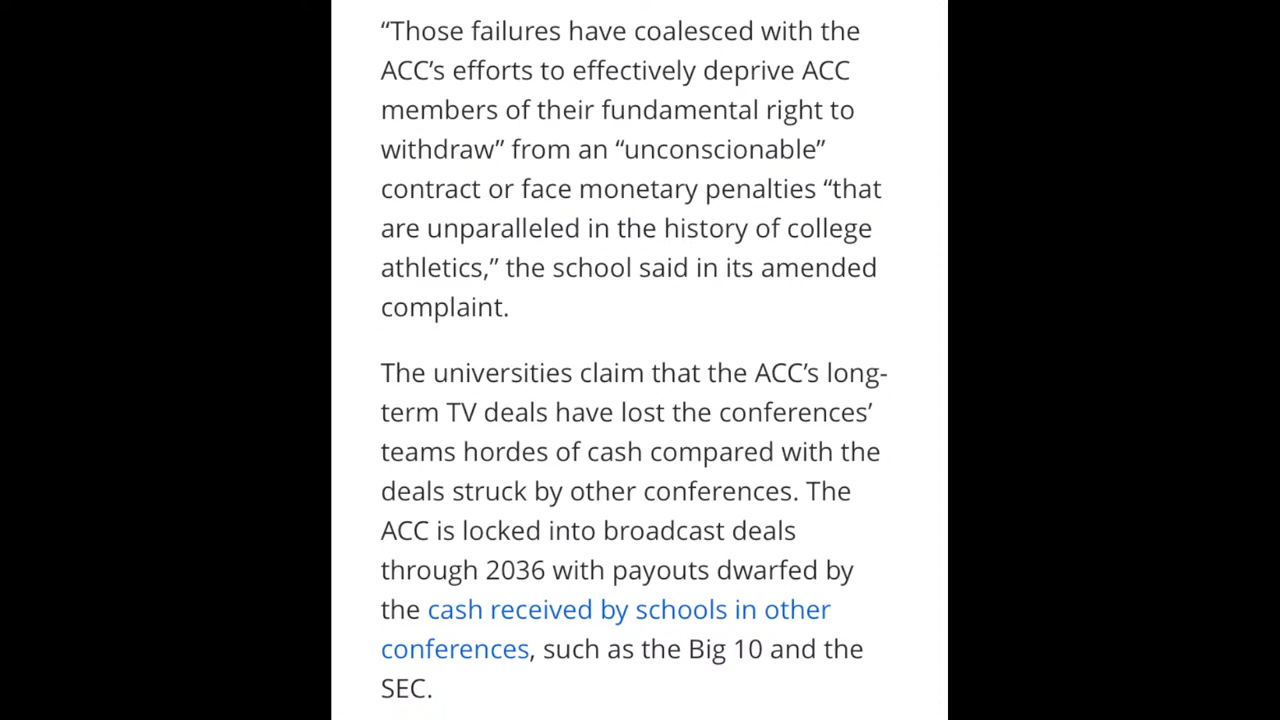 “Those failures have coalesced with the
ACC’s efforts to effectively deprive ACC
members of their fundamental right to
withdraw” from an “unconscionable”
contract or face monetary penalties “that
are unparalleled in the history of college
athletics,” the school said in its amended
complaint.
The universities claim that the ACC’s long-
term TV deals have lost the conferences’
teams hordes of cash compared with the
deals struck by other conferences. The
ACC is locked into broadcast deals
through 2036 with payouts dwarfed by
the cash received by schools in other
conferences, such as the Big 10 and the
SEC.